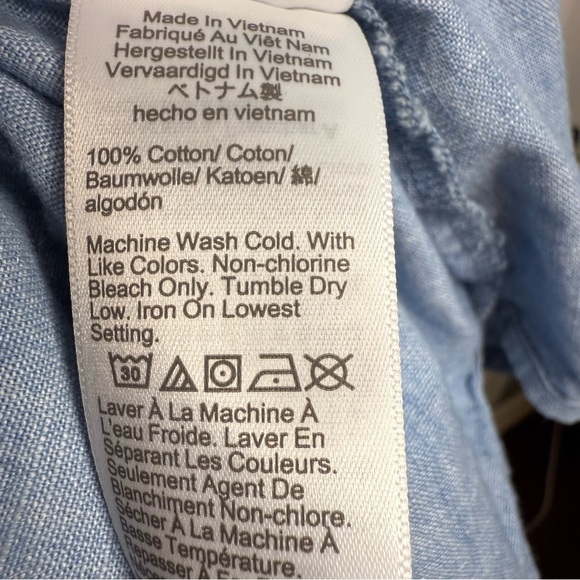 Made In Vietnam
Fabriqué Au Viêt Nam
Hergestellt In Vietnam
Vervaardigd In Vietnam
ベトナム製
hecho en vietnam
100% Cotton/ Coton/
Baumwolle/ Katoen/ 綿/
algodón
Machine Wash Cold. With
Like Colors. Non-chlorine
Bleach Only. Tumble Dry
Low. Iron On Lowest
Setting.
30
Laver À La Machine À
L'eau Froide. Laver En
Séparant Les Couleurs.
Seulement Agent De
Blanchiment Non-chlore.
Sécher À La Machine À
Basse Température.
Repasser À